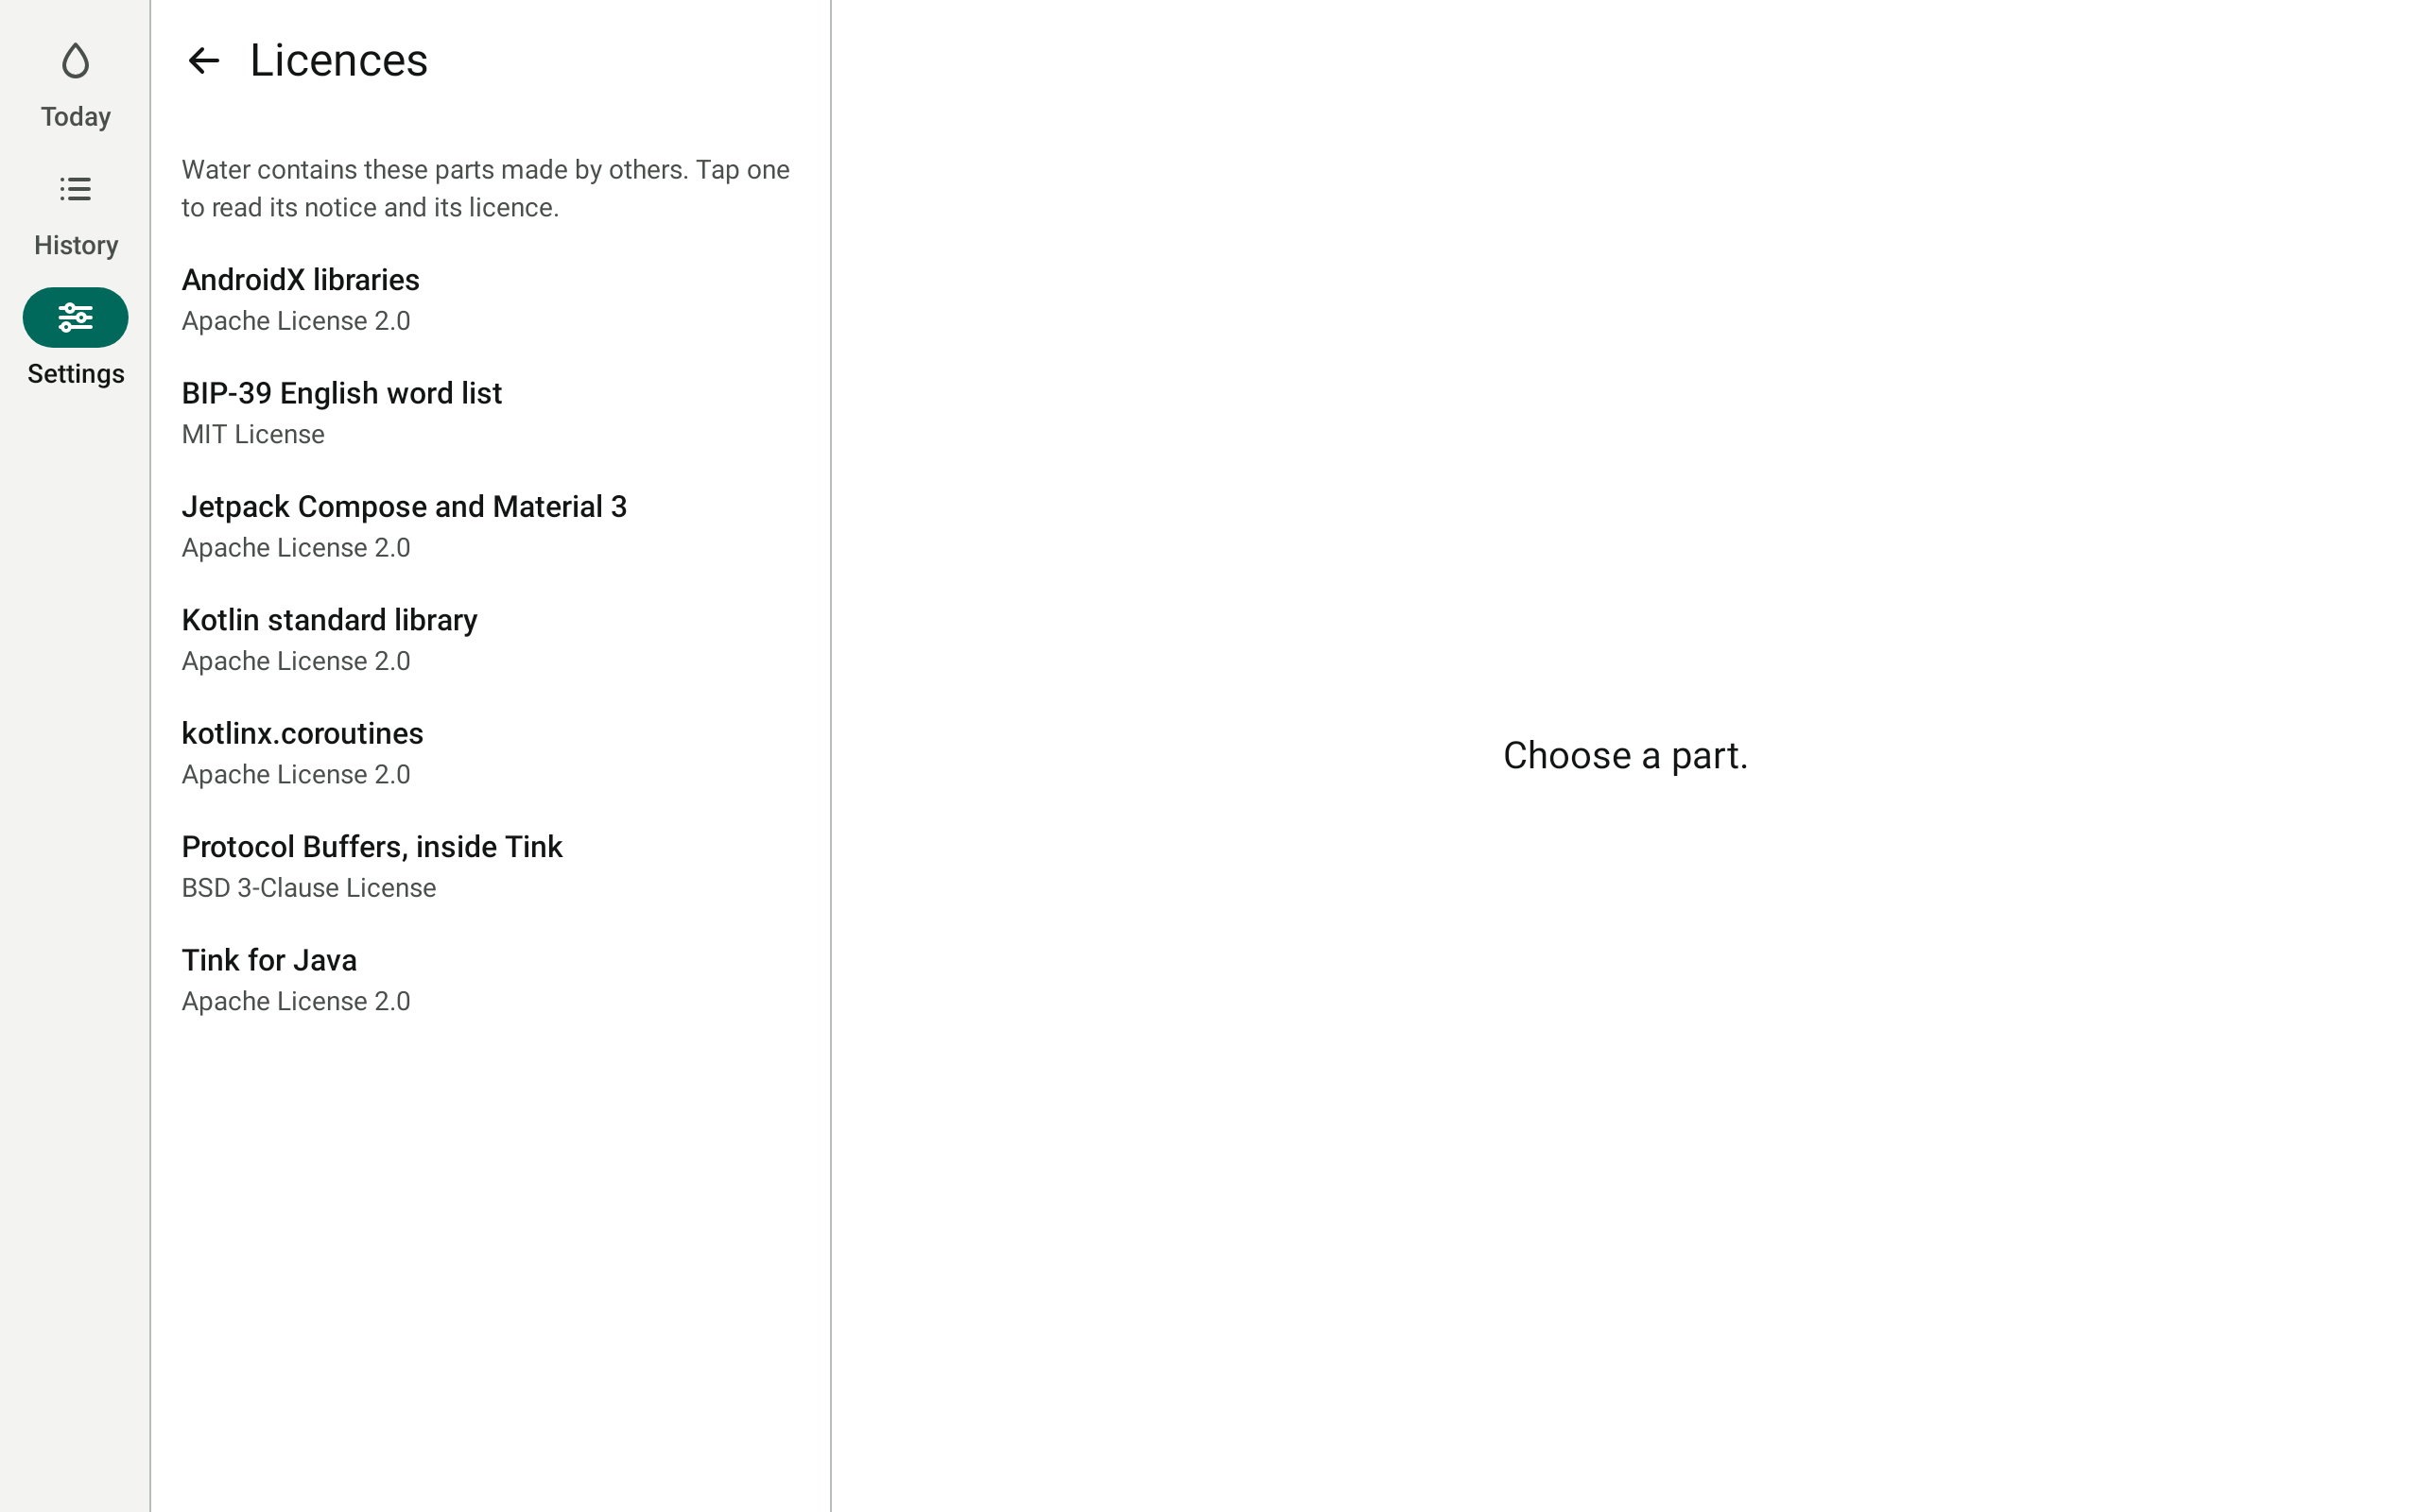 Today
History
Settings
Licences
Water contains these parts made by others. Tap one
to read its notice and its licence.
AndroidX libraries
Apache License 2.0
BIP-39 English word list
MIT License
Jetpack Compose and Material 3
Apache License 2.0
Kotlin standard library
Apache License 2.0
kotlinx.coroutines
Apache License 2.0
Protocol Buffers, inside Tink
BSD 3-Clause License
Tink for Java
Apache License 2.0
Choose a part.